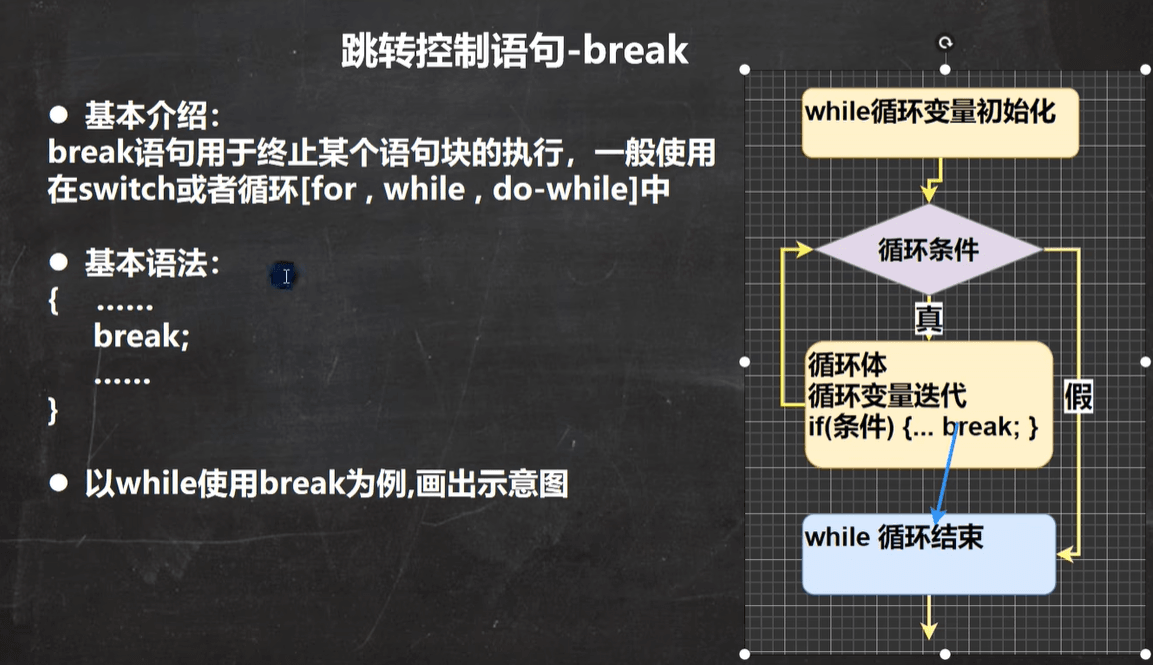 跳转控制语句-break
● 基本介绍：
break语句用于终止某个语句块的执行，一般使用
在switch或者循环[for , while , do-while]中
● 基本语法：
{ ......
break;
......
}
● 以while使用break为例,画出示意图
while循环变量初始化
循环条件
真
循环体
循环变量迭代
if(条件) {... break; }
假
while 循环结束